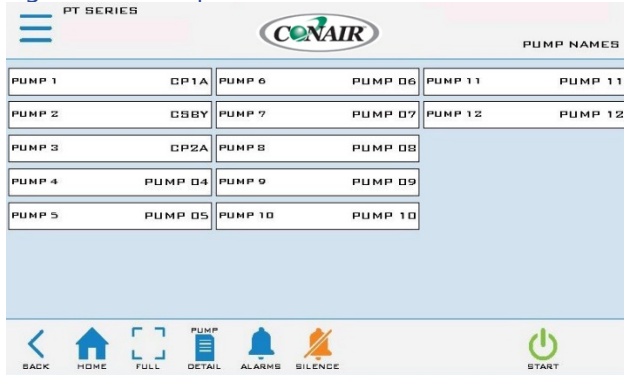 PT SERIES
CONAIR
PUMP NAMES
PUMP 1 CP1A PUMP 6 PUMP 06 PUMP 11 PUMP 11
PUMP 2 CSBY PUMP 7 PUMP 07 PUMP 12 PUMP 12
PUMP 3 CP2A PUMP 8 PUMP 08
PUMP 4 PUMP 04 PUMP 9 PUMP 09
PUMP 5 PUMP 05 PUMP 10 PUMP 10
BACK HOME FULL PUMP DETAIL ALARMS SILENCE START